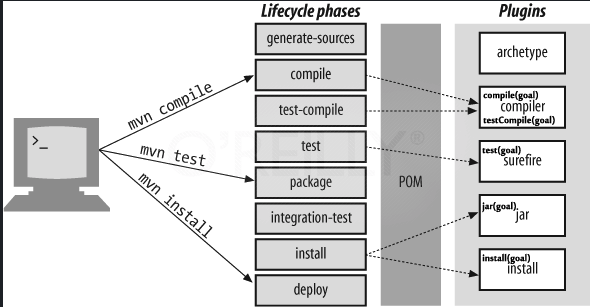 Lifecycle phases
Plugins
generate-sources
compile
test-compile
test
package
integration-test
install
deploy
mvn compile
mvn test
mvn install
>_
POM
O'REILLY®
archetype
compile(goal)
compiler
testCompile(goal)
test(goal)
surefire
jar(goal)
jar
install(goal)
install